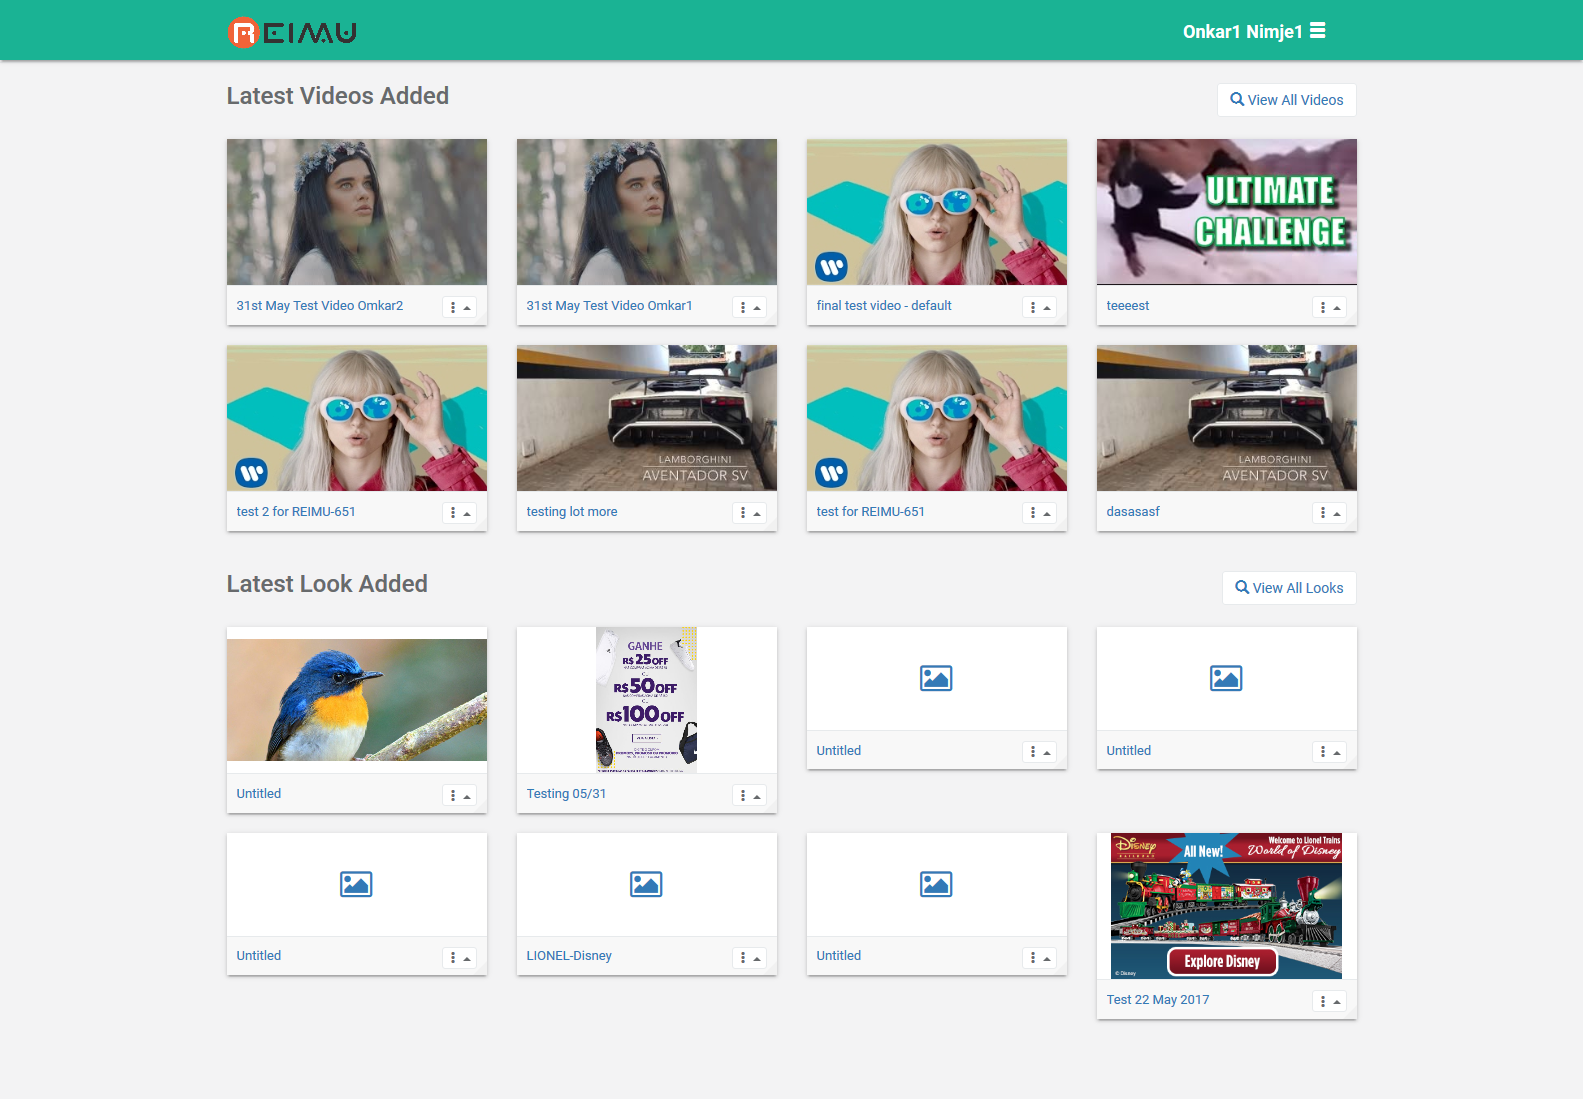 REIMU
Onkar1 Nimje1
Latest Videos Added
View All Videos
ULTIMATE
CHALLENGE
31st May Test Video Omkar2
31st May Test Video Omkar1
final test video - default
teeeest
LAMBORGHINI
AVENTADOR SV
LAMBORGHINI
AVENTADOR SV
test 2 for REIMU-651
testing lot more
test for REIMU-651
dasasasf
Latest Look Added
View All Looks
GANHE
R$25OFF
R$50OFF
R$100OFF
Untitled
Testing 05/31
Untitled
Untitled
Disney
All New!
Welcome to Lionel Trains
World of Disney
Explore Disney
© Disney
Untitled
LIONEL-Disney
Untitled
Test 22 May 2017